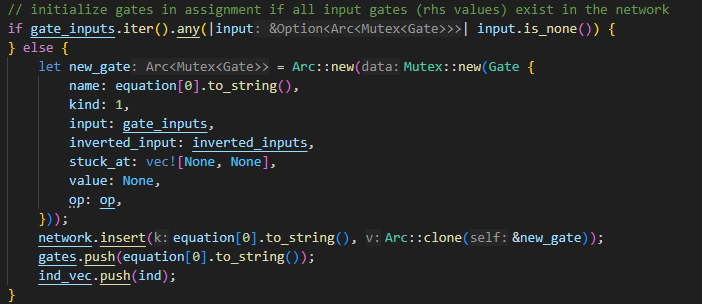 // initialize gates in assignment if all input gates (rhs values) exist in the network
if gate_inputs.iter().any(|input: &Option<Arc<Mutex<Gate>>>| input.is_none()) {
} else {
let new_gate: Arc<Mutex<Gate>> = Arc::new(data: Mutex::new(Gate {
name: equation[0].to_string(),
kind: 1,
input: gate_inputs,
inverted_input: inverted_inputs,
stuck_at: vec![None, None],
value: None,
op: op,
}));
network.insert(k: equation[0].to_string(), v: Arc::clone(self: &new_gate));
gates.push(equation[0].to_string());
ind_vec.push(ind);
}